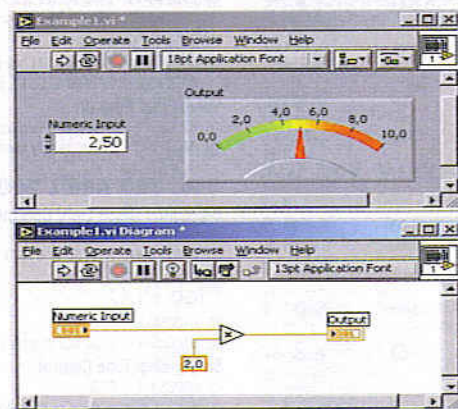 Example1.vi *
File Edit Operate Tools Browse Window Help
18pt Application Font
1
Output
Numeric Input
2,50
0,0 2,0 4,0 6,0 8,0 10,0
Example1.vi Diagram *
File Edit Operate Tools Browse Window Help
13pt Application Font
1
Numeric Input
Output
2,0